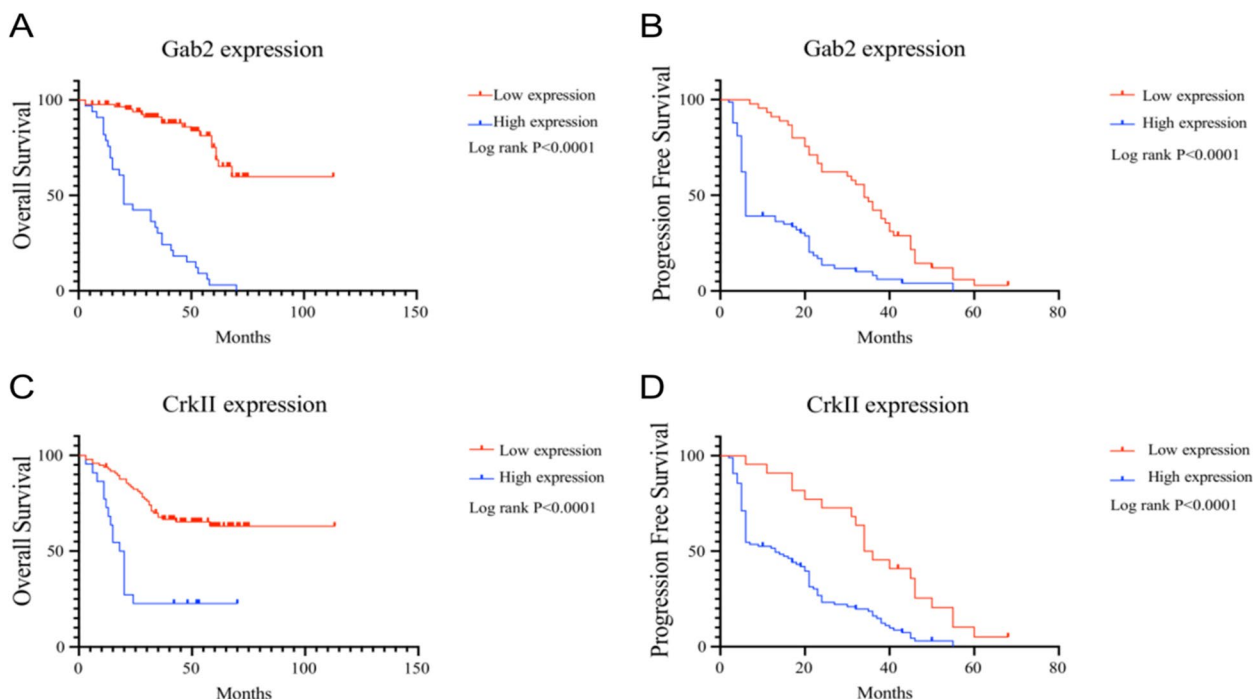 A
Gab2 expression
Overall Survival
100
50
0
0 50 100 150
Months
Low expression
High expression
Log rank P<0.0001
B
Gab2 expression
Progression Free Survival
100
50
0
0 20 40 60 80
Months
Low expression
High expression
Log rank P<0.0001
C
CrkII expression
Overall Survival
100
50
0
0 50 100 150
Months
Low expression
High expression
Log rank P<0.0001
D
CrkII expression
Progression Free Survival
100
50
0
0 20 40 60 80
Months
Low expression
High expression
Log rank P<0.0001